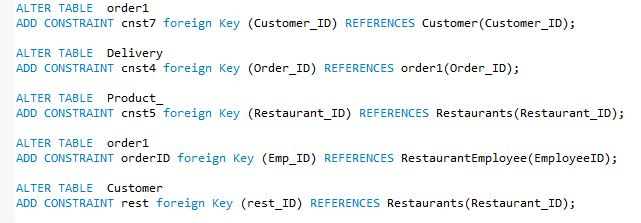 ALTER TABLE  order1
ADD CONSTRAINT cnst7 foreign Key (Customer_ID) REFERENCES Customer(Customer_ID);
ALTER TABLE  Delivery
ADD CONSTRAINT cnst4 foreign Key (Order_ID) REFERENCES order1(Order_ID);
ALTER TABLE  Product_
ADD CONSTRAINT cnst5 foreign Key (Restaurant_ID) REFERENCES Restaurants(Restaurant_ID);
ALTER TABLE  order1
ADD CONSTRAINT orderID foreign Key (Emp_ID) REFERENCES RestaurantEmployee(EmployeeID);
ALTER TABLE  Customer
ADD CONSTRAINT rest foreign Key (rest_ID) REFERENCES Restaurants(Restaurant_ID);